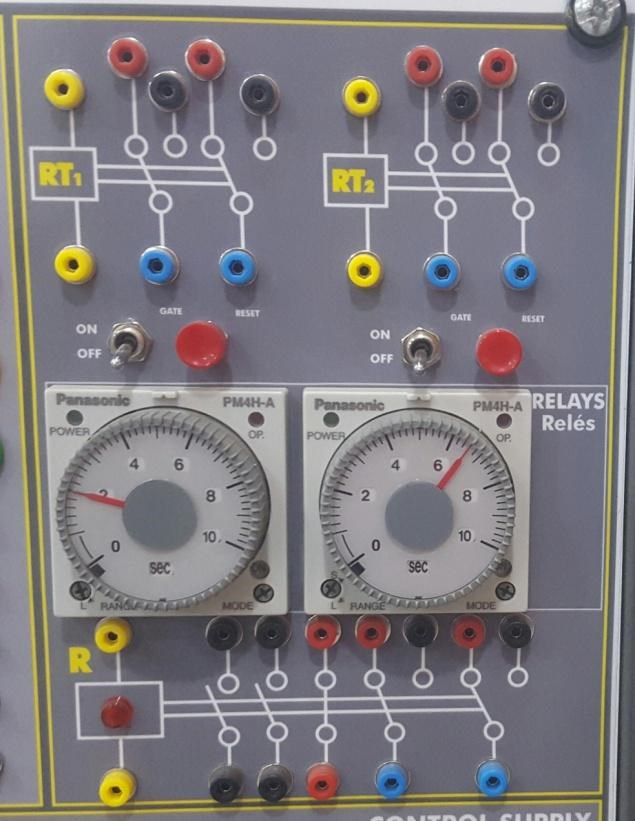 RT1
RT2
GATE
RESET
ON
OFF
GATE
RESET
ON
OFF
Panasonic
PM4H-A
POWER
OP.
2
4
6
8
10
0
sec
RANGE
MODE
Panasonic
PM4H-A
POWER
OP.
2
4
6
8
10
0
sec
RANGE
MODE
RELAYS
Relés
R
CONTROL SUPPLY